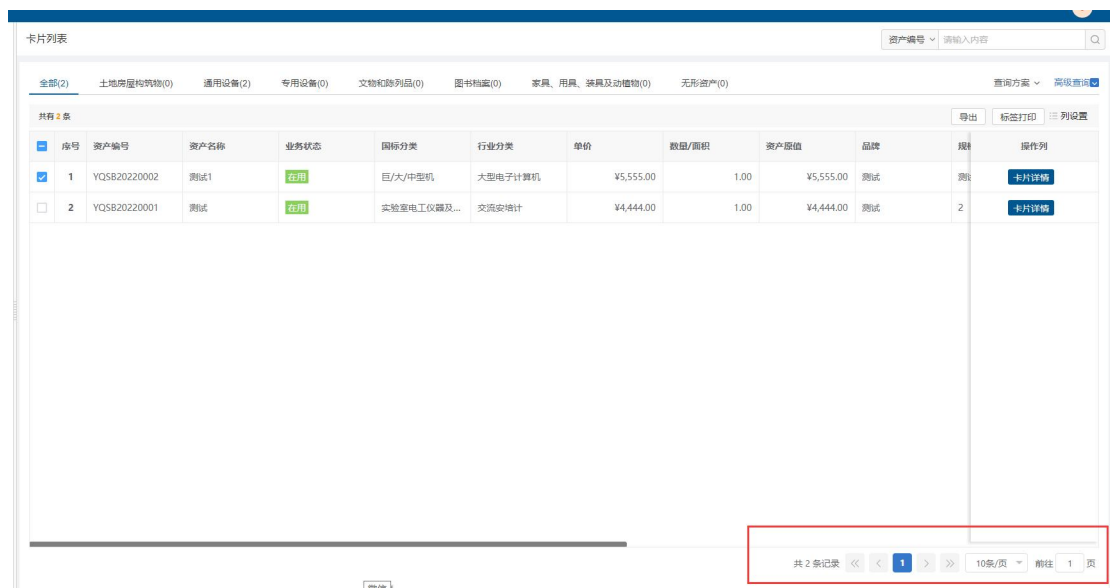 卡片列表 资产编号 请输入内容
全部(2) 土地房屋构筑物(0) 通用设备(2) 专用设备(0) 文物和陈列品(0) 图书档案(0) 家具、用具、装具及动植物(0) 无形资产(0) 查询方案 高级查询
共有 2 条 导出 标签打印 列设置
序号 资产编号 资产名称 业务状态 国标分类 行业分类 单价 数量/面积 资产原值 品牌 操作列
1 YQSB20220002 测试1 在用 巨/大/中型机 大型电子计算机 ¥5,555.00 1.00 ¥5,555.00 测试 卡片详情
2 YQSB20220001 测试 在用 实验室电工仪器及... 交流安培计 ¥4,444.00 1.00 ¥4,444.00 测试 2 卡片详情
共 2 条记录 1 10条/页 前往 1 页